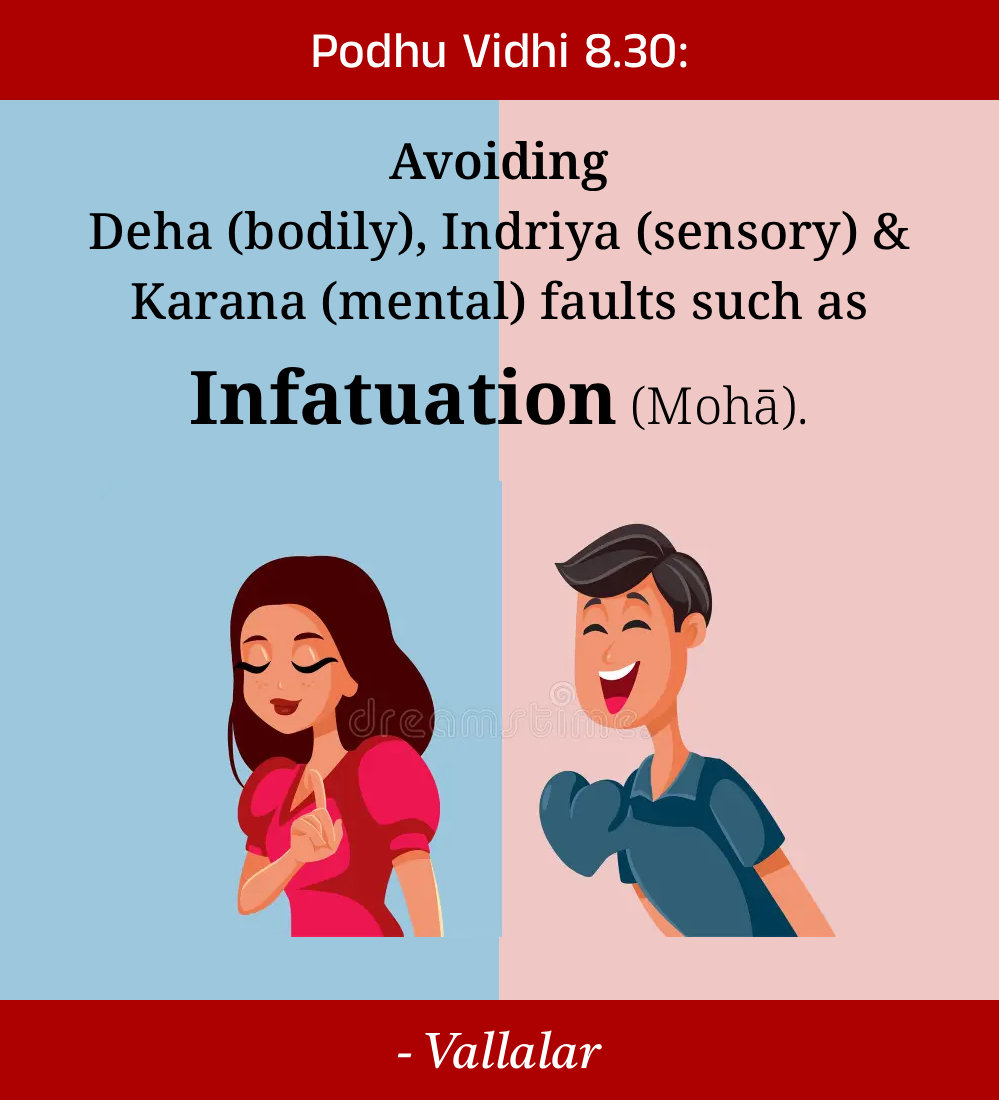 Podhu Vidhi 8.30:
Avoiding
Deha (bodily), Indriya (sensory) &
Karana (mental) faults such as
Infatuation (Mohā).
dreamstime
- Vallalar